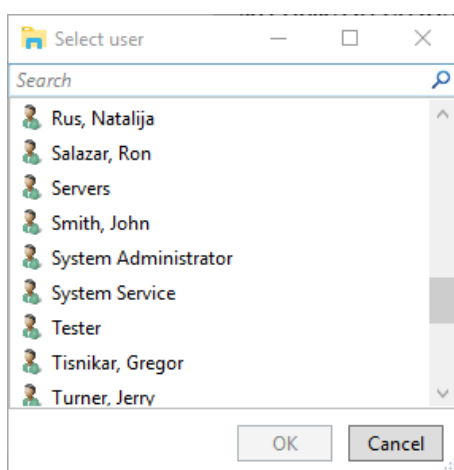 Select user
Search
Rus, Natalija
Salazar, Ron
Servers
Smith, John
System Administrator
System Service
Tester
Tisnikar, Gregor
Turner, Jerry
OK
Cancel